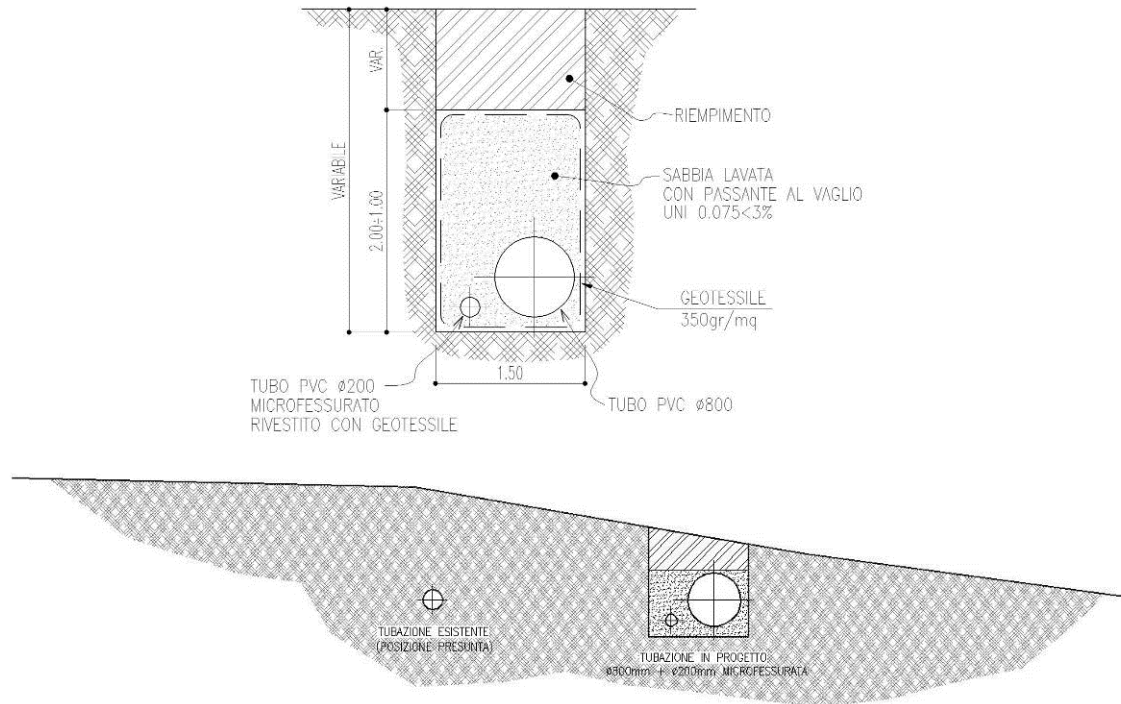 VAR.
VARIABILE
2.00÷1.00
RIEMPIMENTO
SABBIA LAVATA
CON PASSANTE AL VAGLIO
UNI 0.075<3%
GEOTESSILE
350gr/mq
1.50
TUBO PVC ø200
MICROFESSURATO
RIVESTITO CON GEOTESSILE
TUBO PVC ø800
TUBAZIONE ESISTENTE
(POSIZIONE PRESUNTA)
TUBAZIONE IN PROGETTO
ø800mm + ø200mm MICROFESSURATA